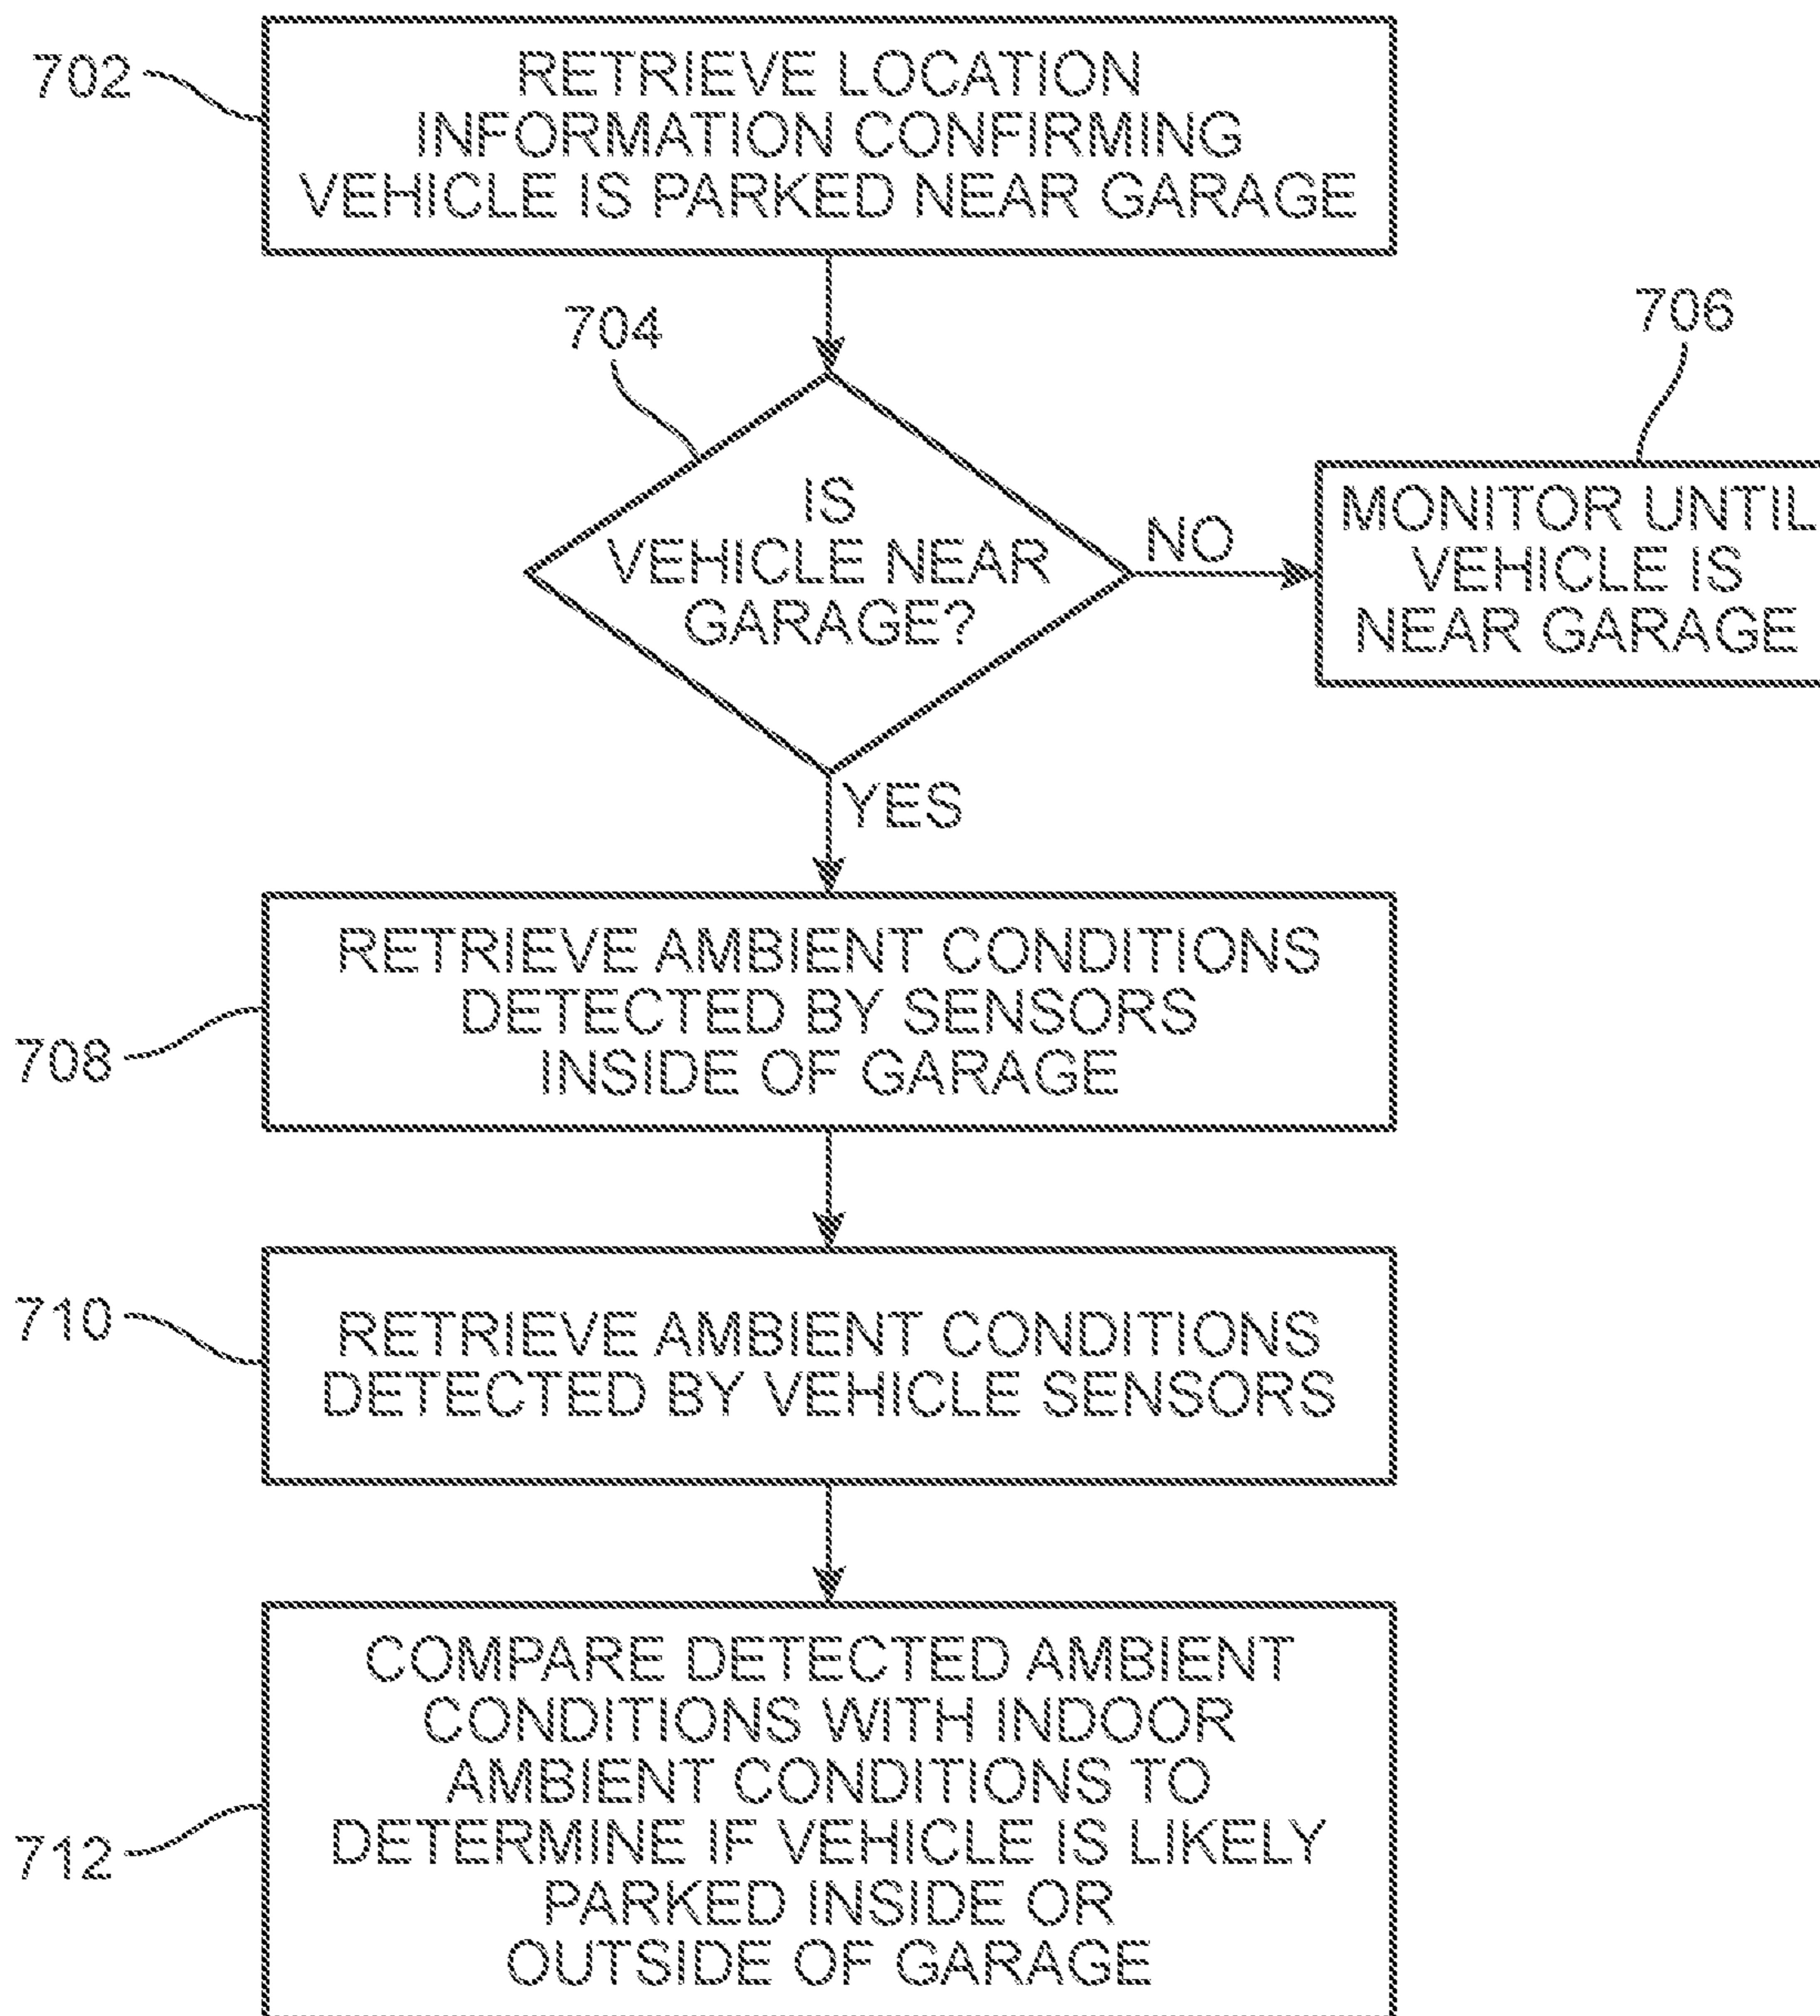 702
RETRIEVE LOCATION
INFORMATION CONFIRMING
VEHICLE IS PARKED NEAR GARAGE
704
706
IS
VEHICLE NEAR
GARAGE?
NO
MONITOR UNTIL
VEHICLE IS
NEAR GARAGE
YES
708
RETRIEVE AMBIENT CONDITIONS
DETECTED BY SENSORS
INSIDE OF GARAGE
710
RETRIEVE AMBIENT CONDITIONS
DETECTED BY VEHICLE SENSORS
712
COMPARE DETECTED AMBIENT
CONDITIONS WITH INDOOR
AMBIENT CONDITIONS TO
DETERMINE IF VEHICLE IS LIKELY
PARKED INSIDE OR
OUTSIDE OF GARAGE